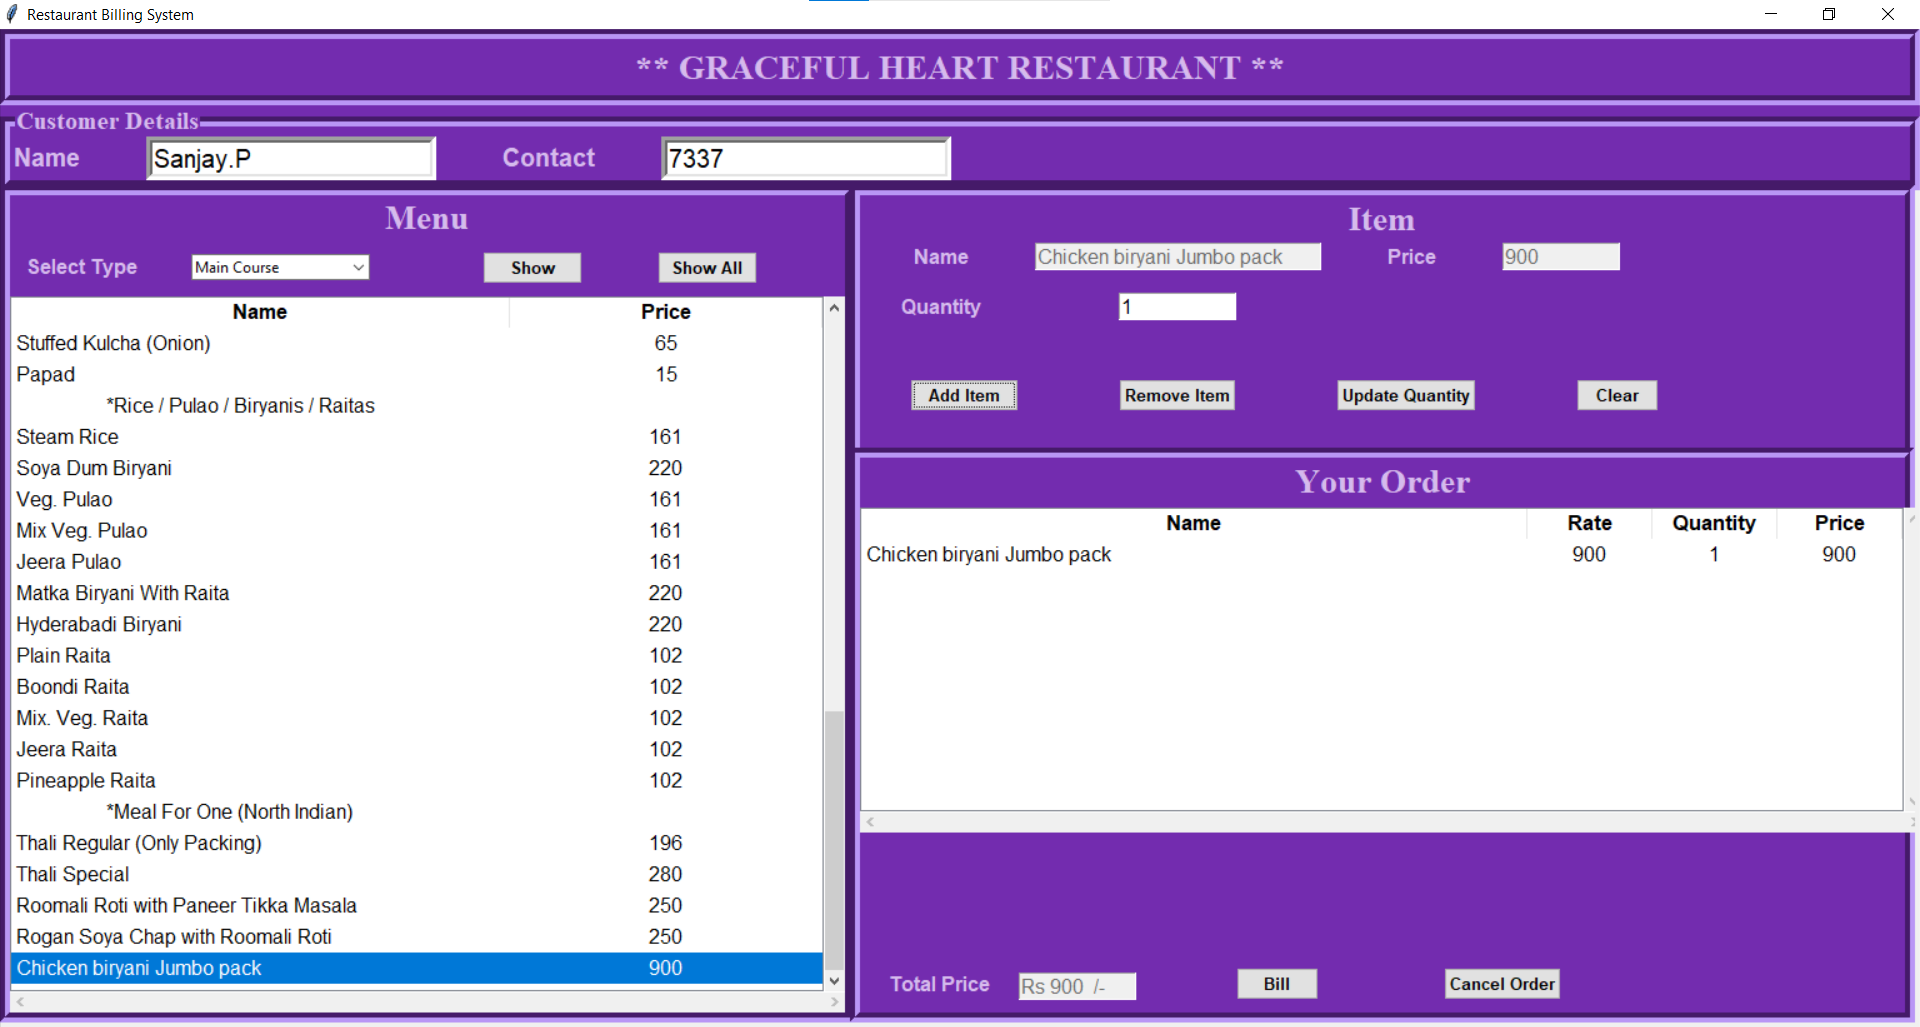 Restaurant Billing System
** GRACEFUL HEART RESTAURANT **
Customer Details
Name Sanjay.P Contact 7337
Menu
Select Type Main Course Show Show All
Name Price
Stuffed Kulcha (Onion) 65
Papad 15
*Rice / Pulao / Biryanis / Raitas
Steam Rice 161
Soya Dum Biryani 220
Veg. Pulao 161
Mix Veg. Pulao 161
Jeera Pulao 161
Matka Biryani With Raita 220
Hyderabadi Biryani 220
Plain Raita 102
Boondi Raita 102
Mix. Veg. Raita 102
Jeera Raita 102
Pineapple Raita 102
*Meal For One (North Indian)
Thali Regular (Only Packing) 196
Thali Special 280
Roomali Roti with Paneer Tikka Masala 250
Rogan Soya Chap with Roomali Roti 250
Chicken biryani Jumbo pack 900
Item
Name Chicken biryani Jumbo pack Price 900
Quantity 1
Add Item Remove Item Update Quantity Clear
Your Order
Name Rate Quantity Price
Chicken biryani Jumbo pack 900 1 900
Total Price Rs 900 /- Bill Cancel Order